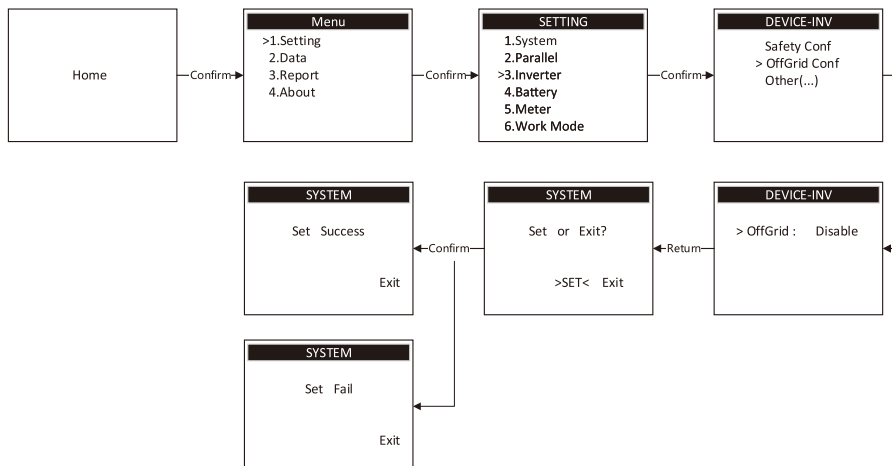 Home
Confirm
Menu
>1.Setting
2.Data
3.Report
4.About
Confirm
SETTING
1.System
2.Parallel
>3.Inverter
4.Battery
5.Meter
6.Work Mode
Confirm
DEVICE-INV
Safety Conf
> OffGrid Conf
Other(...)
DEVICE-INV
> OffGrid : Disable
Return
SYSTEM
Set or Exit?
>SET< Exit
Confirm
SYSTEM
Set Success
Exit
SYSTEM
Set Fail
Exit